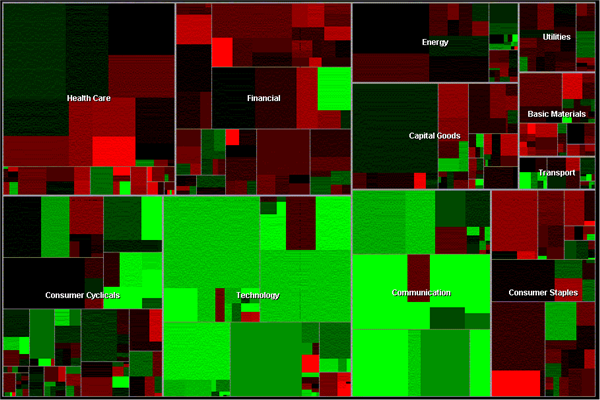 Health Care
Financial
Energy
Utilities
Capital Goods
Basic Materials
Transport
Consumer Cyclicals
Technology
Communication
Consumer Staples